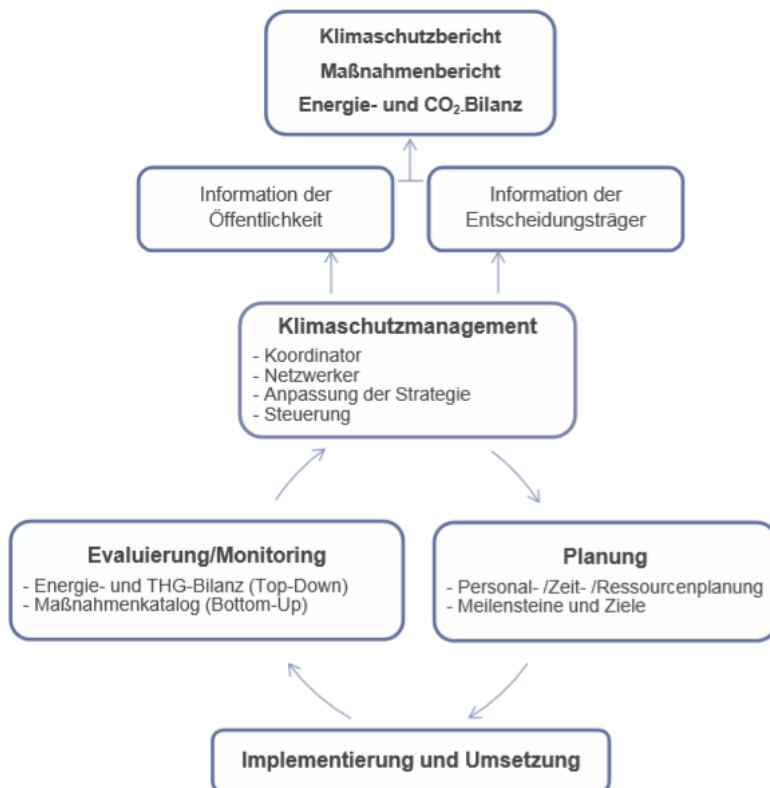 Klimaschutzbericht
Maßnahmenbericht
Energie- und CO₂-Bilanz
Information der
Öffentlichkeit
Information der
Entscheidungsträger
Klimaschutzmanagement
- Koordinator
- Netzwerker
- Anpassung der Strategie
- Steuerung
Evaluierung/Monitoring
- Energie- und THG-Bilanz (Top-Down)
- Maßnahmenkatalog (Bottom-Up)
Planung
- Personal- /Zeit- /Ressourcenplanung
- Meilensteine und Ziele
Implementierung und Umsetzung